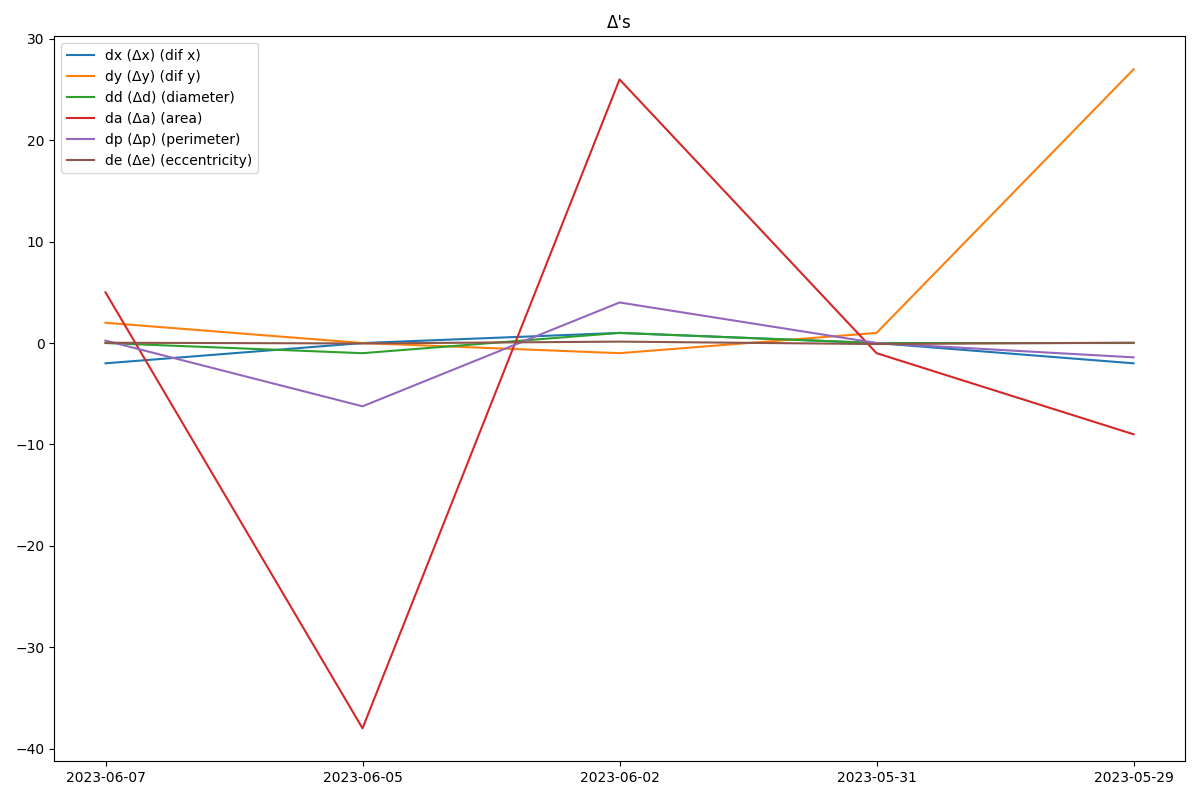 Δ's
dx (Δx) (dif x)
dy (Δy) (dif y)
dd (Δd) (diameter)
da (Δa) (area)
dp (Δp) (perimeter)
de (Δe) (eccentricity)
30
20
10
0
−10
−20
−30
−40
2023-06-07 2023-06-05 2023-06-02 2023-05-31 2023-05-29